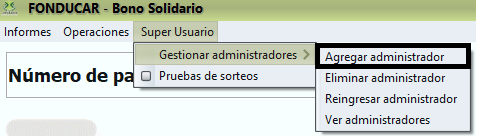 FONDUCAR - Bono Solidario
Informes Operaciones Super Usuario
Gestionar administradores
Pruebas de sorteos
Agregar administrador
Eliminar administrador
Reingresar administrador
Ver administradores
Número de pa